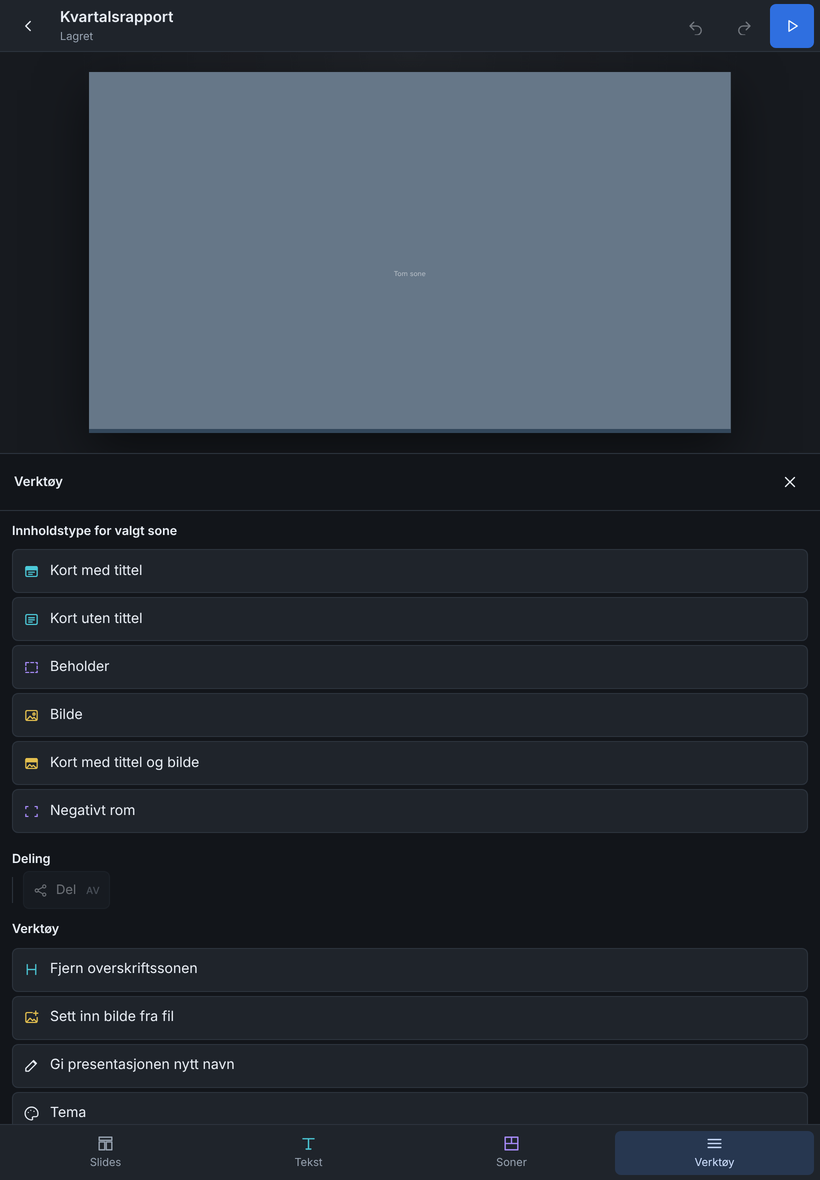 Kvartalsrapport
Lagret
Tom sone
Verktøy
Innholdstype for valgt sone
Kort med tittel
Kort uten tittel
Beholder
Bilde
Kort med tittel og bilde
Negativt rom
Deling
Del AV
Verktøy
Fjern overskriftssonen
Sett inn bilde fra fil
Gi presentasjonen nytt navn
Tema
Slides Tekst Soner Verktøy